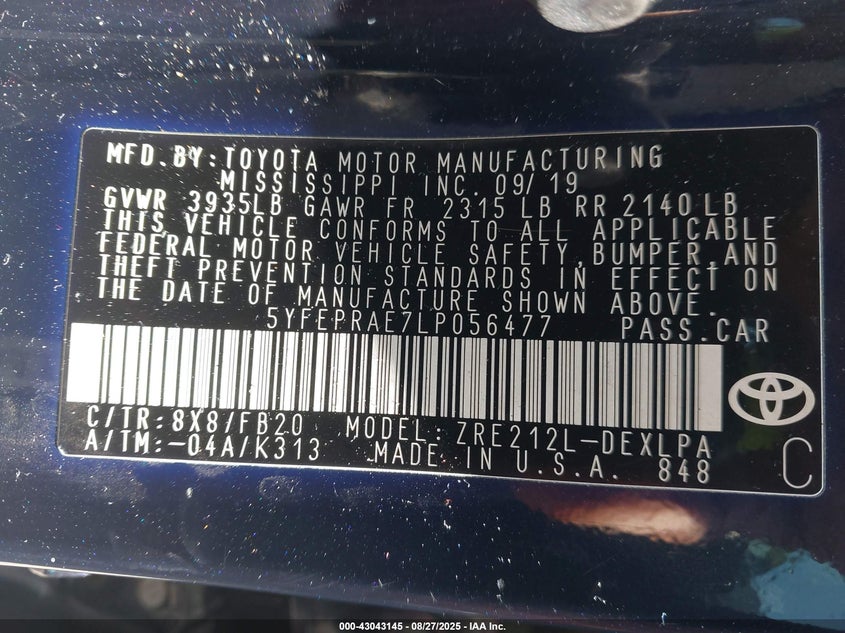 MFD.BY:TOYOTA MOTOR MANUFACTURING
MISSISSIPPI INC. 09/19
GVWR 3935LB GAWR FR 2315LB RR 2140LB
THIS VEHICLE CONFORMS TO ALL APPLICABLE
FEDERAL MOTOR VEHICLE SAFETY,BUMPER,AND
THEFT PREVENTION STANDARDS IN EFFECT ON
THE DATE OF MANUFACTURE SHOWN ABOVE.
5YFEPRAE7LP056477 PASS.CAR
C/TR:8X8/FB20 MODEL:ZRE212L-DEXLPA
A/TM:-04A/K313 MADE IN U.S.A. 848
C
000-43043145 - 08/27/2025 - IAA Inc.